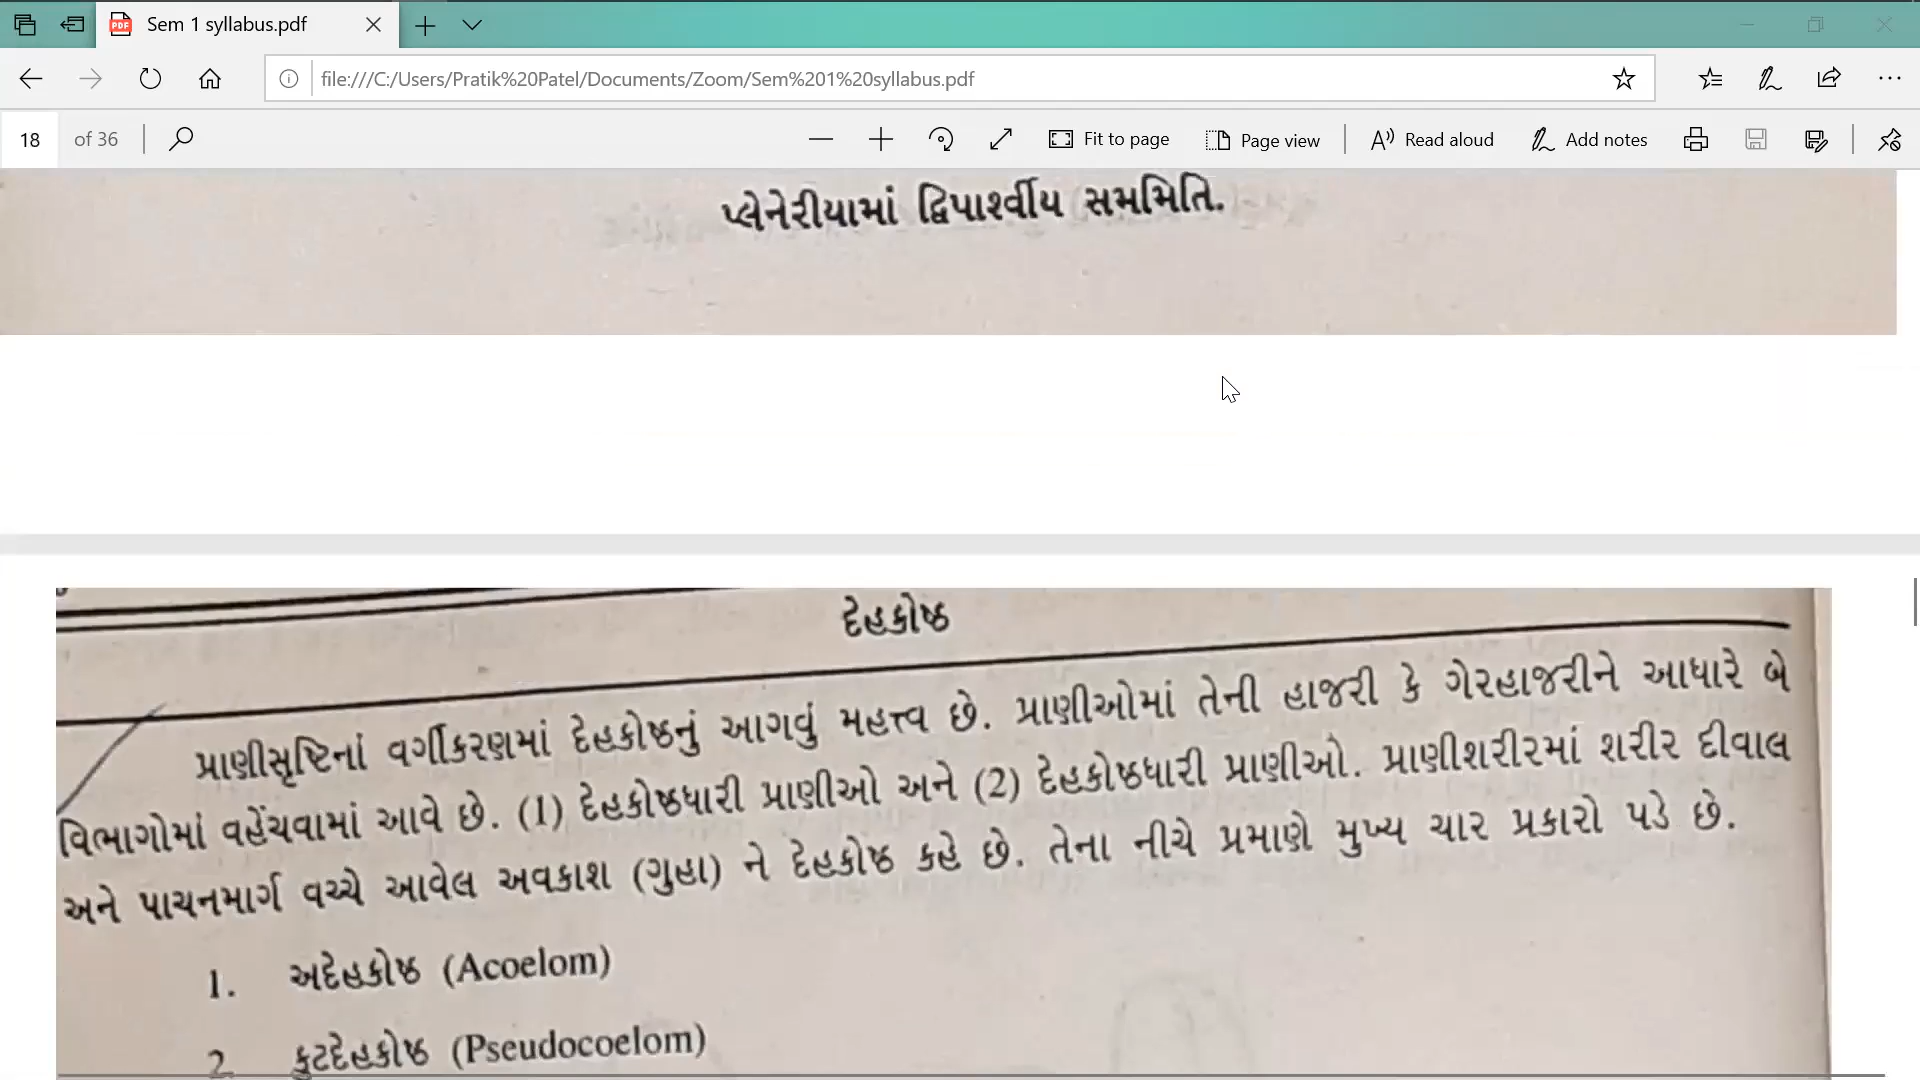 Sem 1 syllabus.pdf
file:///C:/Users/Pratik%20Patel/Documents/Zoom/Sem%201%20syllabus.pdf
18 of 36 Fit to page Page view Read aloud Add notes
પ્લેનેરીયામાં દ્વિપાર્શ્વીય સમમિતિ.
દેહકોષ્ઠ
પ્રાણીસૃષ્ટિનાં વર્ગીકરણમાં દેહકોષ્ઠનું આગવું મહત્ત્વ છે. પ્રાણીઓમાં તેની હાજરી કે ગેરહાજરીને આધારે બે
વિભાગોમાં વહેંચવામાં આવે છે. (1) દેહકોષ્ઠધારી પ્રાણીઓ અને (2) દેહકોષ્ઠધારી પ્રાણીઓ. પ્રાણીશરીરમાં શરીર દીવાલ
અને પાચનમાર્ગ વચ્ચે આવેલ અવકાશ (ગુહા) ને દેહકોષ્ઠ કહે છે. તેના નીચે પ્રમાણે મુખ્ય ચાર પ્રકારો પડે છે.
1. અદેહકોષ્ઠ (Acoelom)
2. કુટદેહકોષ્ઠ (Pseudocoelom)